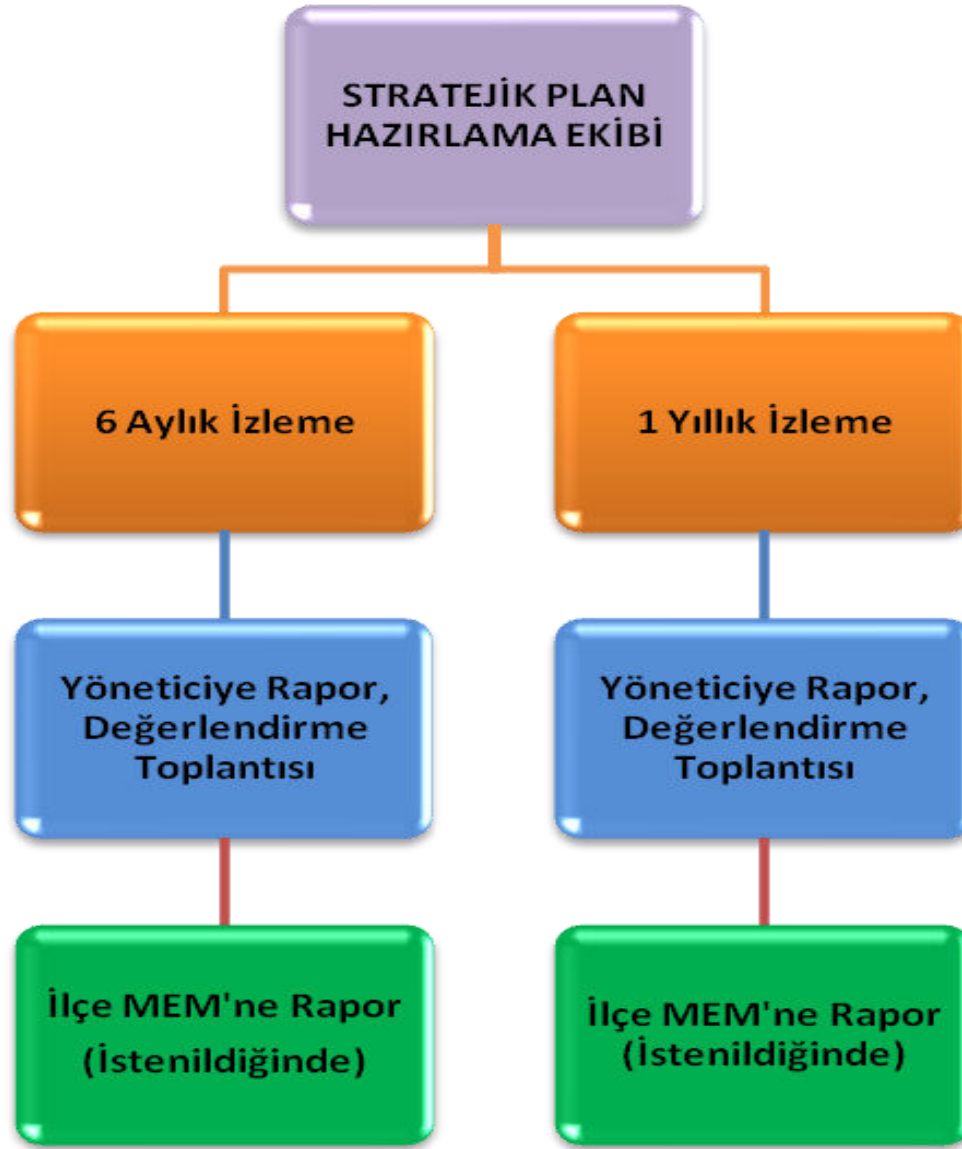 STRATEJİK PLAN
HAZIRLAMA EKİBİ
6 Aylık İzleme
1 Yıllık İzleme
Yöneticiye Rapor,
Değerlendirme
Toplantısı
Yöneticiye Rapor,
Değerlendirme
Toplantısı
İlçe MEM'ne Rapor
(İstenildiğinde)
İlçe MEM'ne Rapor
(İstenildiğinde)